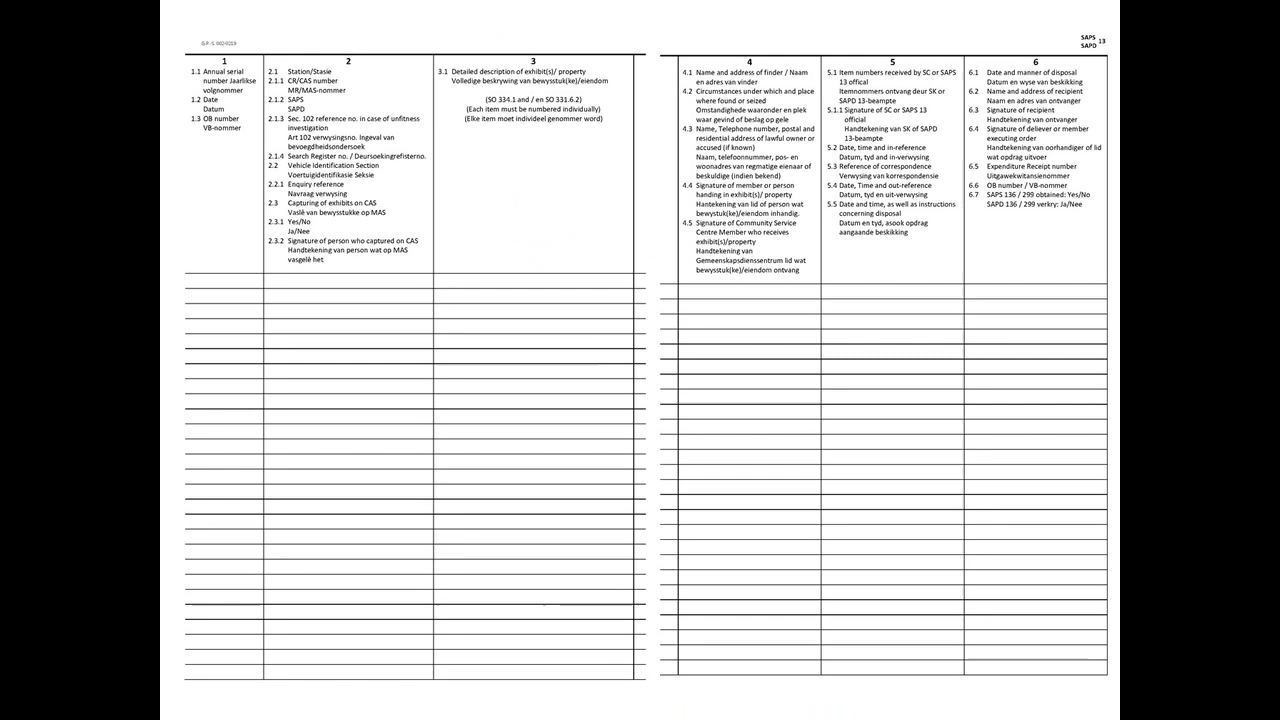 G.P.-S. 002-0219
SAPS 13
SAPD
1
1.1 Annual serial
number Jaarlikse
volgnommer
1.2 Date
Datum
1.3 OB number
VB-nommer
2
2.1 Station/Stasie
2.1.1 CR/CAS number
MR/MAS-nommer
2.1.2 SAPS
SAPD
2.1.3 Sec. 102 reference no. in case of unfitness
investigation
Art 102 verwysingsno. Ingeval van
bevoegdheidsondersoek
2.1.4 Search Register no. / Deursoekingrefisterno.
2.2 Vehicle Identification Section
Voertuigidentifikasie Seksie
2.2.1 Enquiry reference
Navraag verwysing
2.3 Capturing of exhibits on CAS
Vaslê van bewysstukke op MAS
2.3.1 Yes/No
Ja/Nee
2.3.2 Signature of person who captured on CAS
Handtekening van person wat op MAS
vasgelê het
3
3.1 Detailed description of exhibit(s)/ property
Volledige beskrywing van bewysstuk(ke)/eiendom
(SO 334.1 and / en SO 331.6.2)
(Each item must be numbered individually)
(Elke item moet individeel genommer word)
4
4.1 Name and address of finder / Naam
en adres van vinder
4.2 Circumstances under which and place
where found or seized
Omstandighede waaronder en plek
waar gevind of beslag op gele
4.3 Name, Telephone number, postal and
residential address of lawful owner or
accused (if known)
Naam, telefoonnummer, pos- en
woonadres van regmatige eienaar of
beskuldige (indien bekend)
4.4 Signature of member or person
handing in exhibit(s)/ property
Hantekening van lid of person wat
bewystuk(ke)/eiendom inhandig.
4.5 Signature of Community Service
Centre Member who receives
exhibit(s)/property
Handtekening van
Gemeenskapsdienssentrum lid wat
bewysstuk(ke)/eiendom ontvang
5
5.1 Item numbers received by SC or SAPS
13 offical
Itemnommers ontvang deur SK or
SAPD 13-beampte
5.1.1 Signature of SC or SAPS 13
official
Handtekening van SK of SAPD
13-beampte
5.2 Date, time and in-reference
Datum, tyd and in-verwysing
5.3 Reference of correspondence
Verwysing van korrespondensie
5.4 Date, Time and out-reference
Datum, tyd en uit-verwysing
5.5 Date and time, as well as instructions
concerning disposal
Datum en tyd, asook opdrag
aangaande beskikking
6
6.1 Date and manner of disposal
Datum en wyse van beskikking
6.2 Name and address of recipient
Naam en adres van ontvanger
6.3 Signature of recipient
Handtekening van ontvanger
6.4 Signature of deliever or member
executing order
Handtekening van oorhandiger of lid
wat opdrag uitvoer
6.5 Expenditure Receipt number
Uitgawekwitansienommer
6.6 OB number / VB-nommer
6.7 SAPS 136 / 299 obtained: Yes/No
SAPD 136 / 299 verkry: Ja/Nee